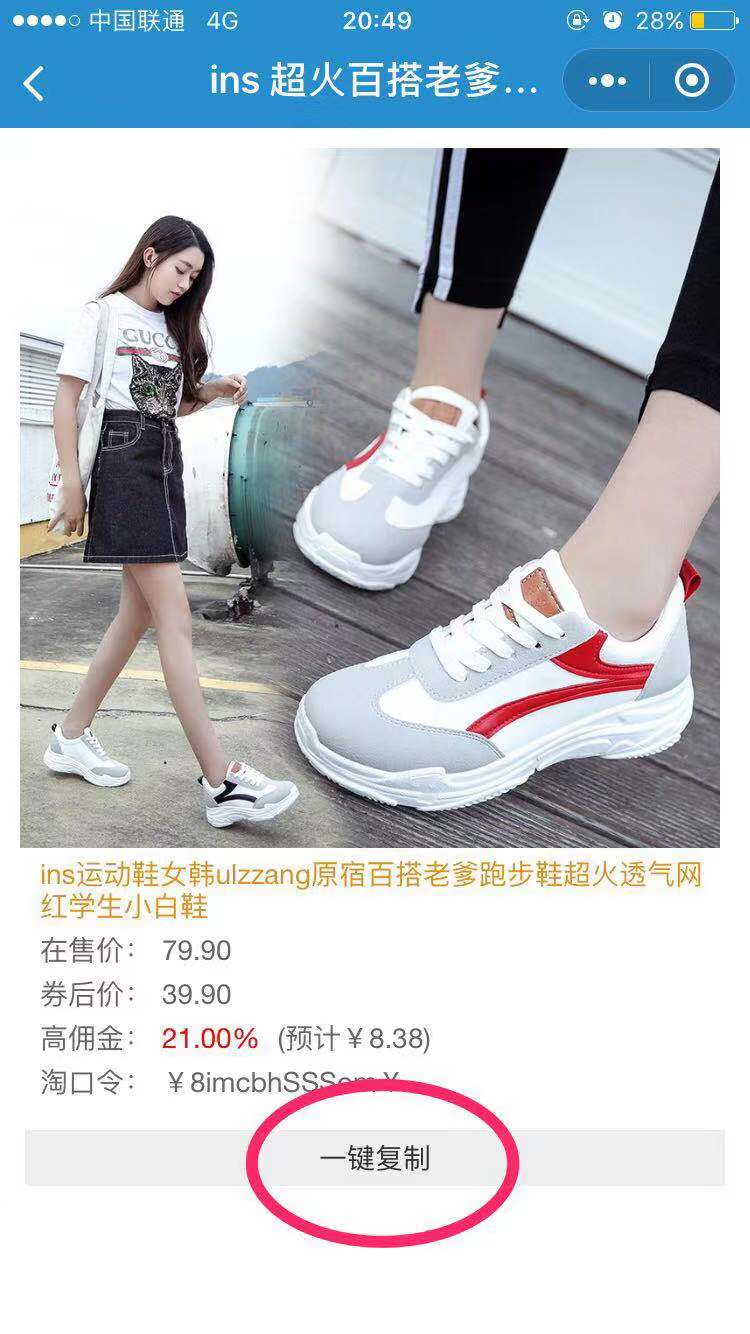 中国联通 4G 20:49 28%
ins 超火百搭老爹...
GUCC
ins运动鞋女韩ulzzang原宿百搭老爹跑步鞋超火透气网
红学生小白鞋
在售价： 79.90
券后价： 39.90
高佣金： 21.00% (预计￥8.38)
淘口令： ￥8imcbhSSSom￥
一键复制